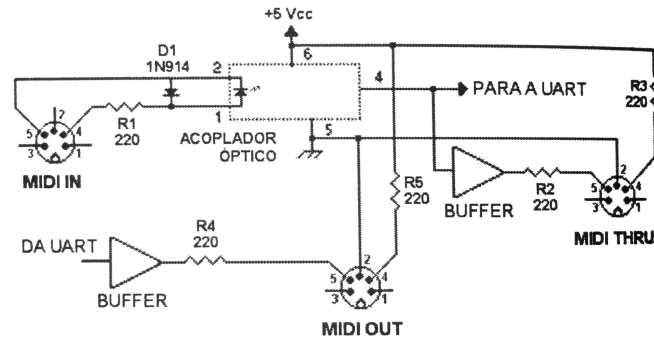 +5 Vcc
D1
1N914
2
6
4
PARA A UART
R3
220
1
5
ACOPLADOR
ÓPTICO
R1
220
2
5
4
3
1
MIDI IN
R5
220
BUFFER
R2
220
2
5
4
3
1
MIDI THRU
DA UART
BUFFER
R4
220
2
5
4
3
1
MIDI OUT